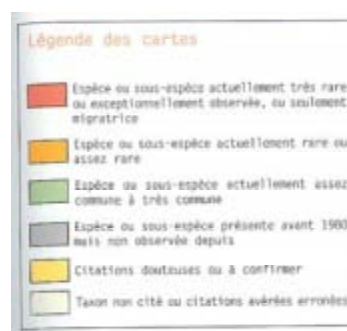 Légende des cartes
Espèce ou sous-espèce actuellement très rare
ou exceptionnellement observée, ou seulement
migratrice
Espèce ou sous-espèce actuellement rare ou
assez rare
Espèce ou sous-espèce actuellement assez
commune à très commune
Espèce ou sous-espèce présente avant 1980
mais non observée depuis
Citations douteuses ou à confirmer
Taxon non cité ou citations avérées erronées